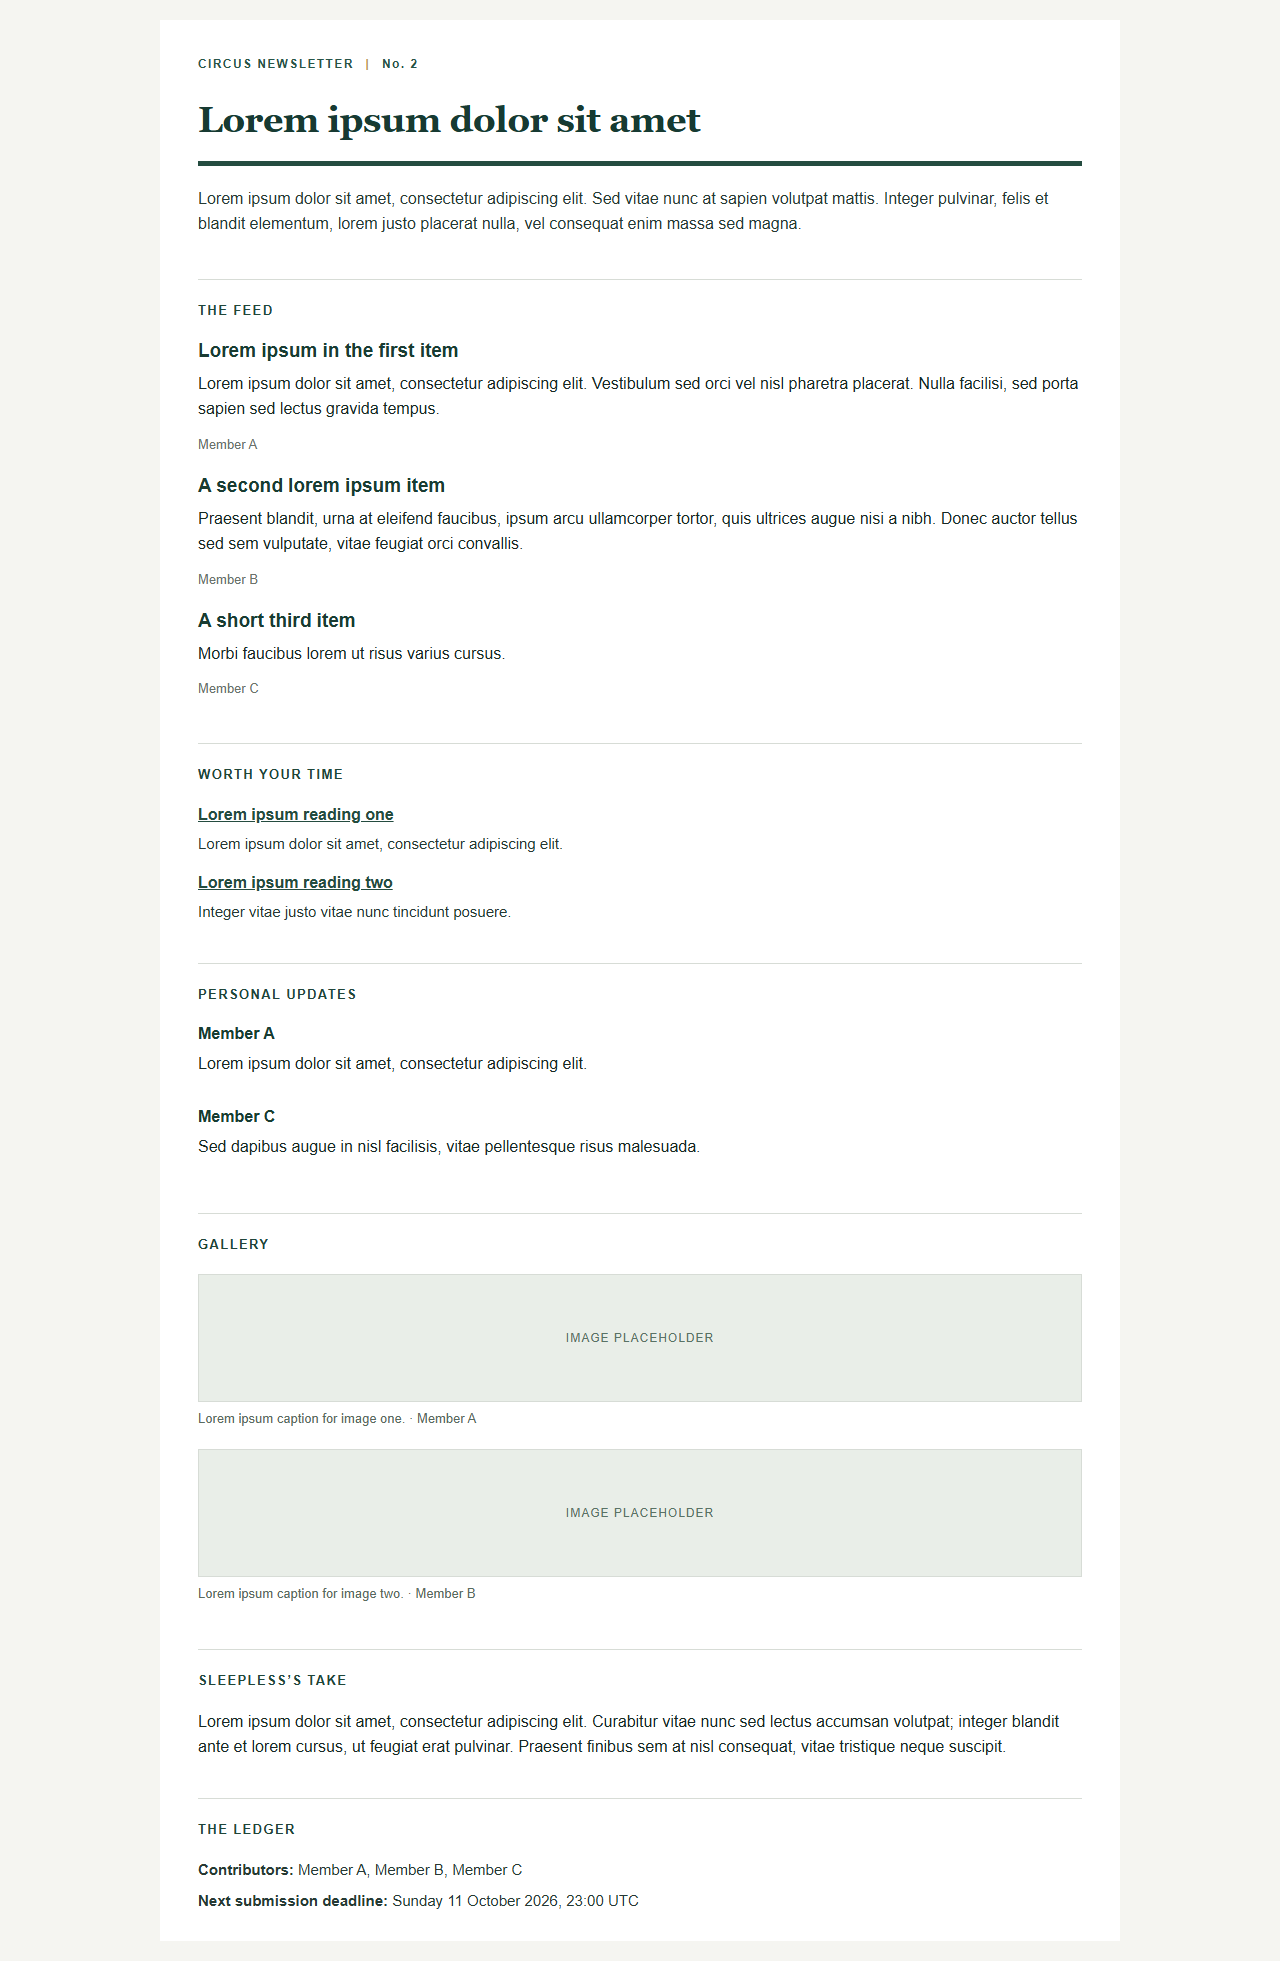 CIRCUS NEWSLETTER | No. 2
Lorem ipsum dolor sit amet
Lorem ipsum dolor sit amet, consectetur adipiscing elit. Sed vitae nunc at sapien volutpat mattis. Integer pulvinar, felis et
blandit elementum, lorem justo placerat nulla, vel consequat enim massa sed magna.
THE FEED
Lorem ipsum in the first item
Lorem ipsum dolor sit amet, consectetur adipiscing elit. Vestibulum sed orci vel nisl pharetra placerat. Nulla facilisi, sed porta
sapien sed lectus gravida tempus.
Member A
A second lorem ipsum item
Praesent blandit, urna at eleifend faucibus, ipsum arcu ullamcorper tortor, quis ultrices augue nisi a nibh. Donec auctor tellus
sed sem vulputate, vitae feugiat orci convallis.
Member B
A short third item
Morbi faucibus lorem ut risus varius cursus.
Member C
WORTH YOUR TIME
Lorem ipsum reading one
Lorem ipsum dolor sit amet, consectetur adipiscing elit.
Lorem ipsum reading two
Integer vitae justo vitae nunc tincidunt posuere.
PERSONAL UPDATES
Member A
Lorem ipsum dolor sit amet, consectetur adipiscing elit.
Member C
Sed dapibus augue in nisl facilisis, vitae pellentesque risus malesuada.
GALLERY
IMAGE PLACEHOLDER
Lorem ipsum caption for image one. · Member A
IMAGE PLACEHOLDER
Lorem ipsum caption for image two. · Member B
SLEEPLESS’S TAKE
Lorem ipsum dolor sit amet, consectetur adipiscing elit. Curabitur vitae nunc sed lectus accumsan volutpat; integer blandit
ante et lorem cursus, ut feugiat erat pulvinar. Praesent finibus sem at nisl consequat, vitae tristique neque suscipit.
THE LEDGER
Contributors: Member A, Member B, Member C
Next submission deadline: Sunday 11 October 2026, 23:00 UTC